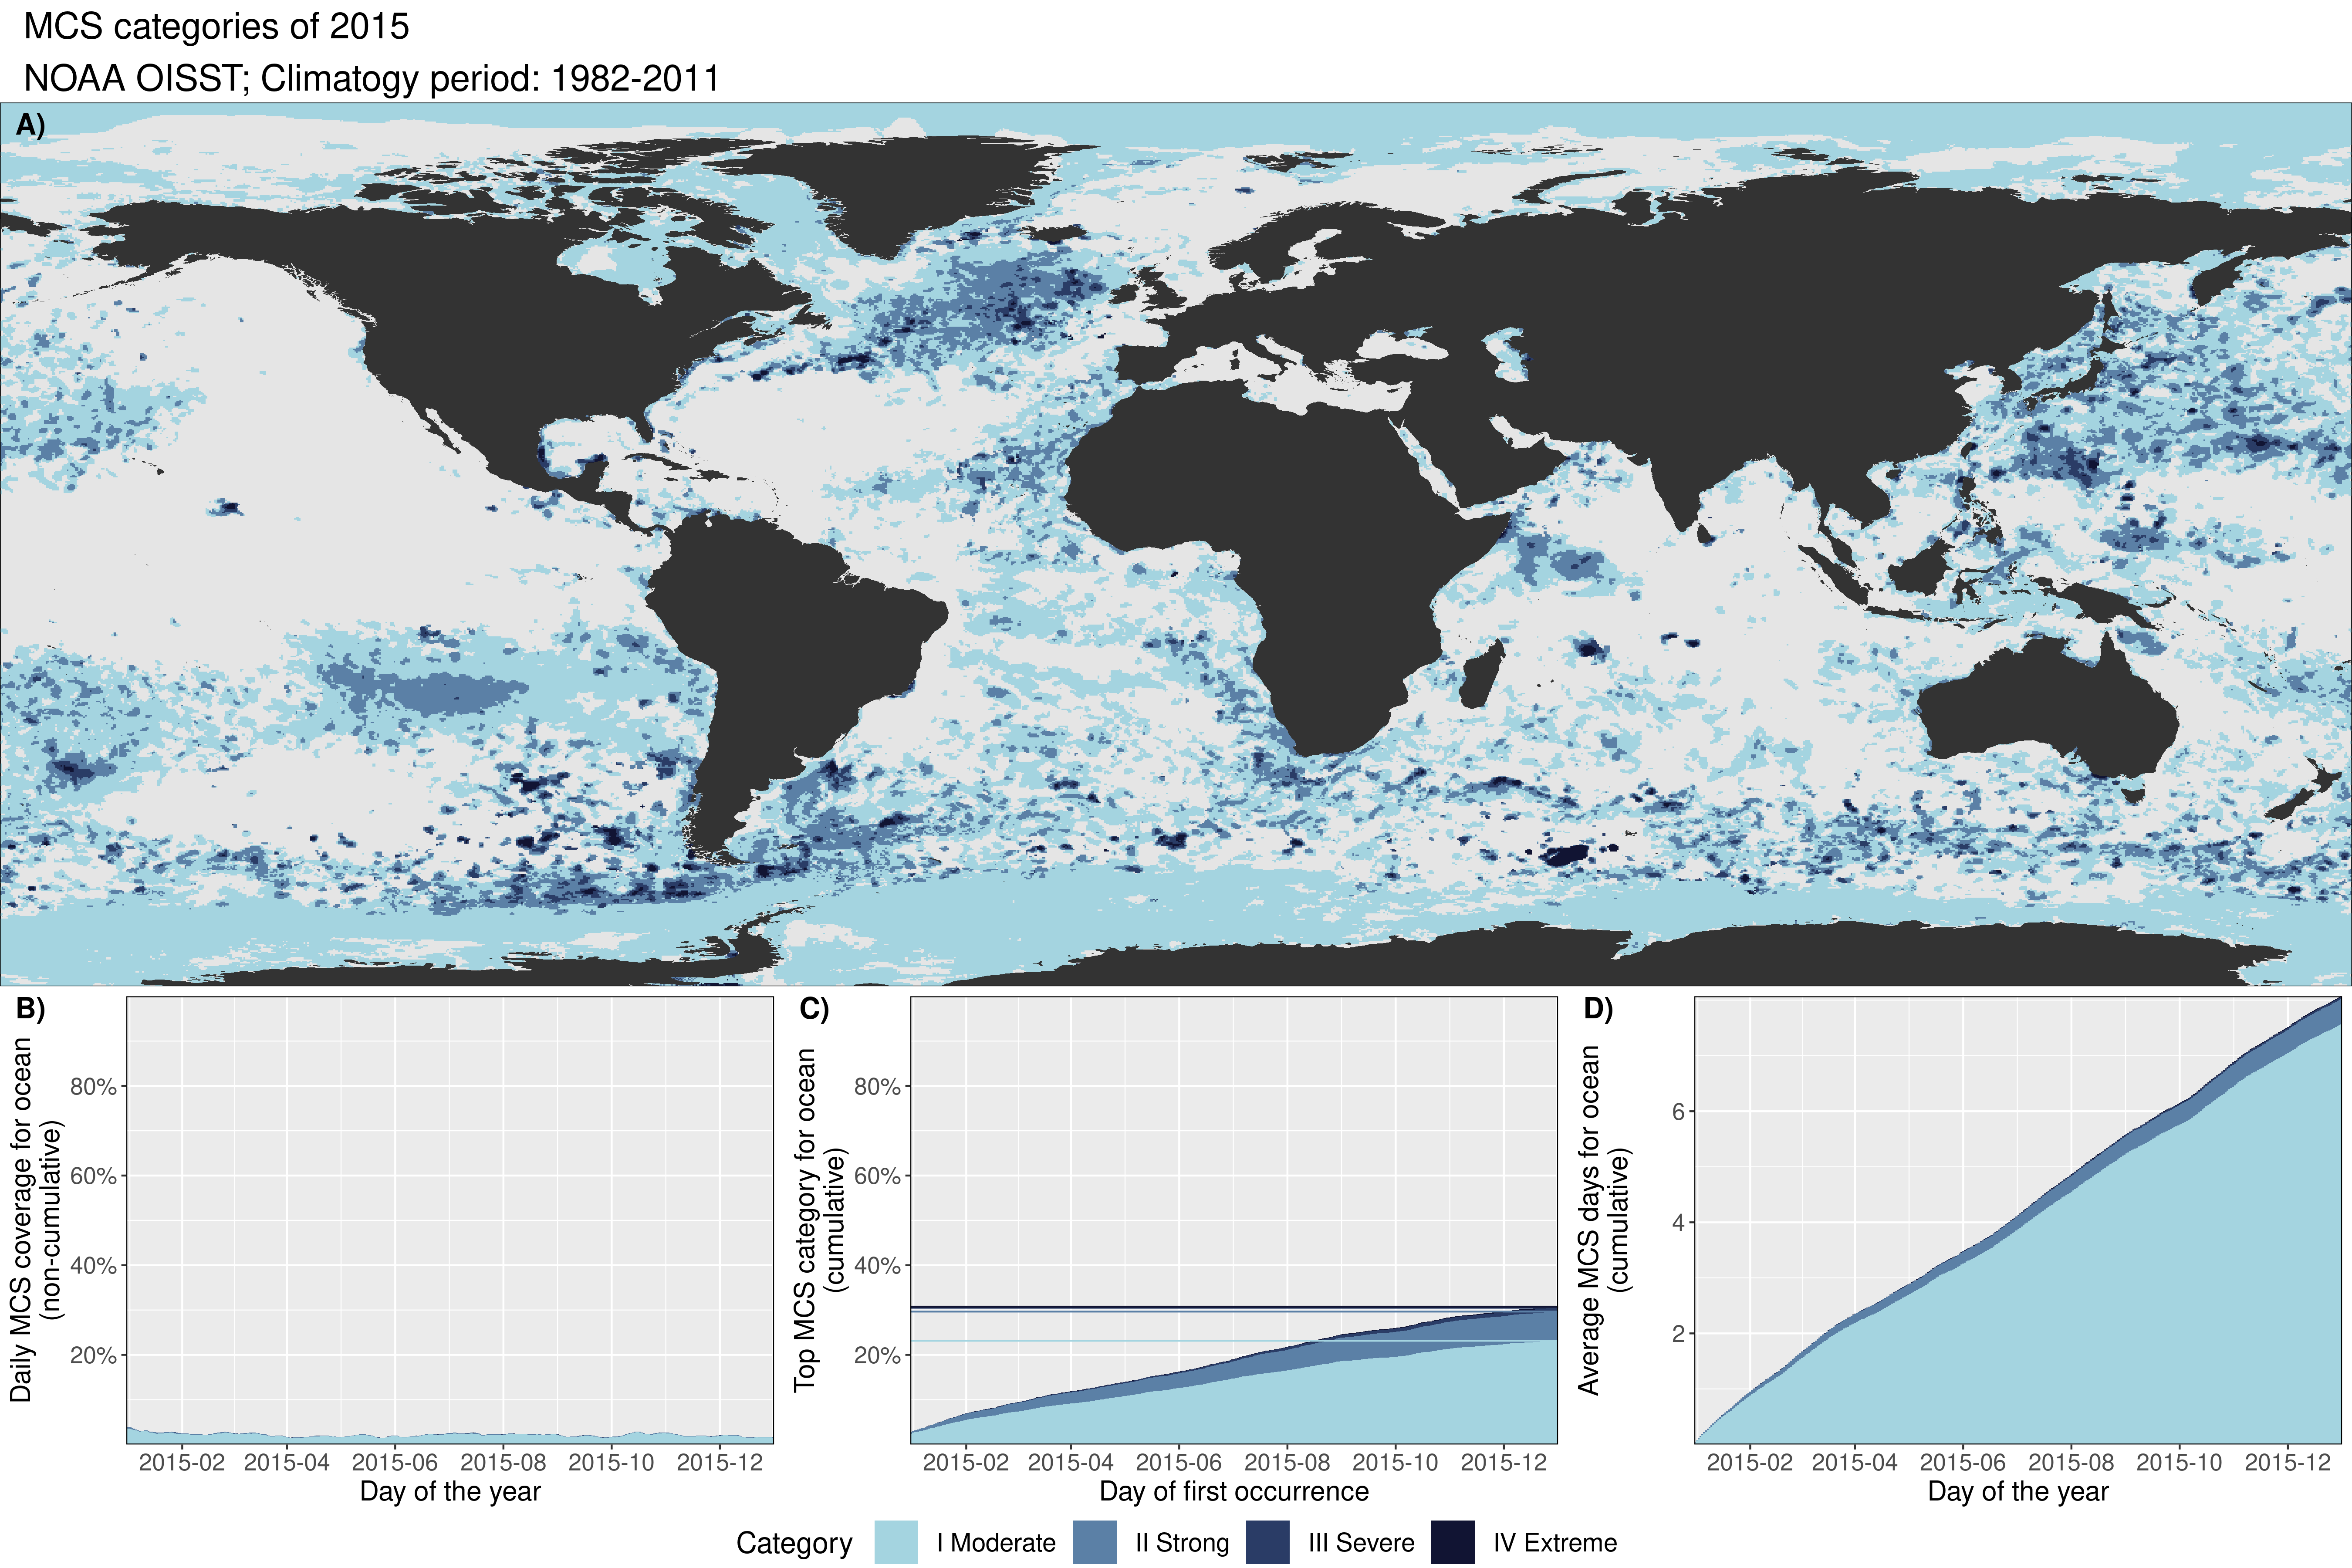 MCS categories of 2015
NOAA OISST; Climatogy period: 1982-2011
A)
B)
Daily MCS coverage for ocean
(non-cumulative)
80%
60%
40%
20%
2015-02 2015-04 2015-06 2015-08 2015-10 2015-12
Day of the year
C)
Top MCS category for ocean
(cumulative)
80%
60%
40%
20%
2015-02 2015-04 2015-06 2015-08 2015-10 2015-12
Day of first occurrence
D)
Average MCS days for ocean
(cumulative)
6
4
2
2015-02 2015-04 2015-06 2015-08 2015-10 2015-12
Day of the year
Category I Moderate II Strong III Severe IV Extreme